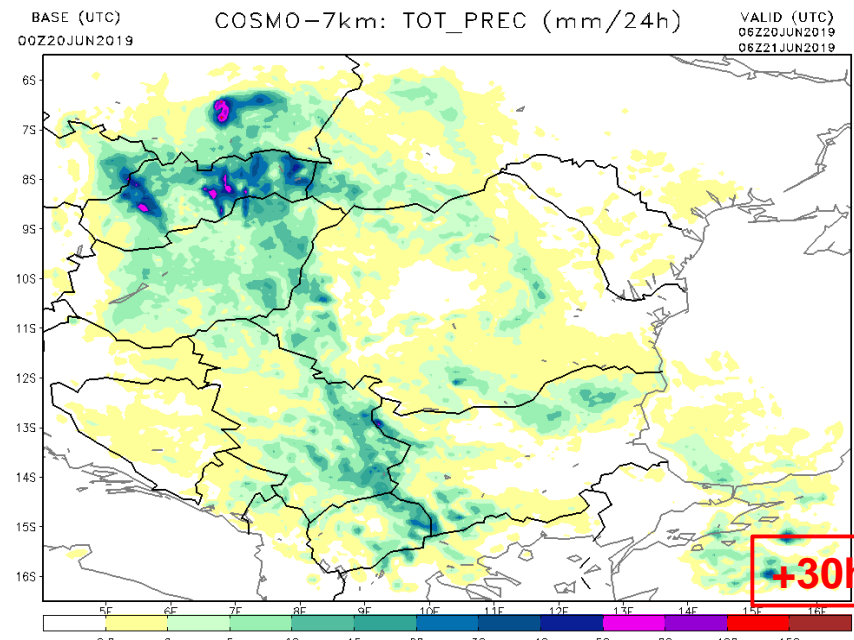 BASE (UTC)
00Z20JUN2019
COSMO-7km: TOT_PREC (mm/24h)
VALID (UTC)
06Z20JUN2019
06Z21JUN2019
6S
7S
8S
9S
10S
11S
12S
13S
14S
15S
16S
5E 6E 7E 8E 9E 10E 11E 12E 13E 14E 15E 16E
+30h